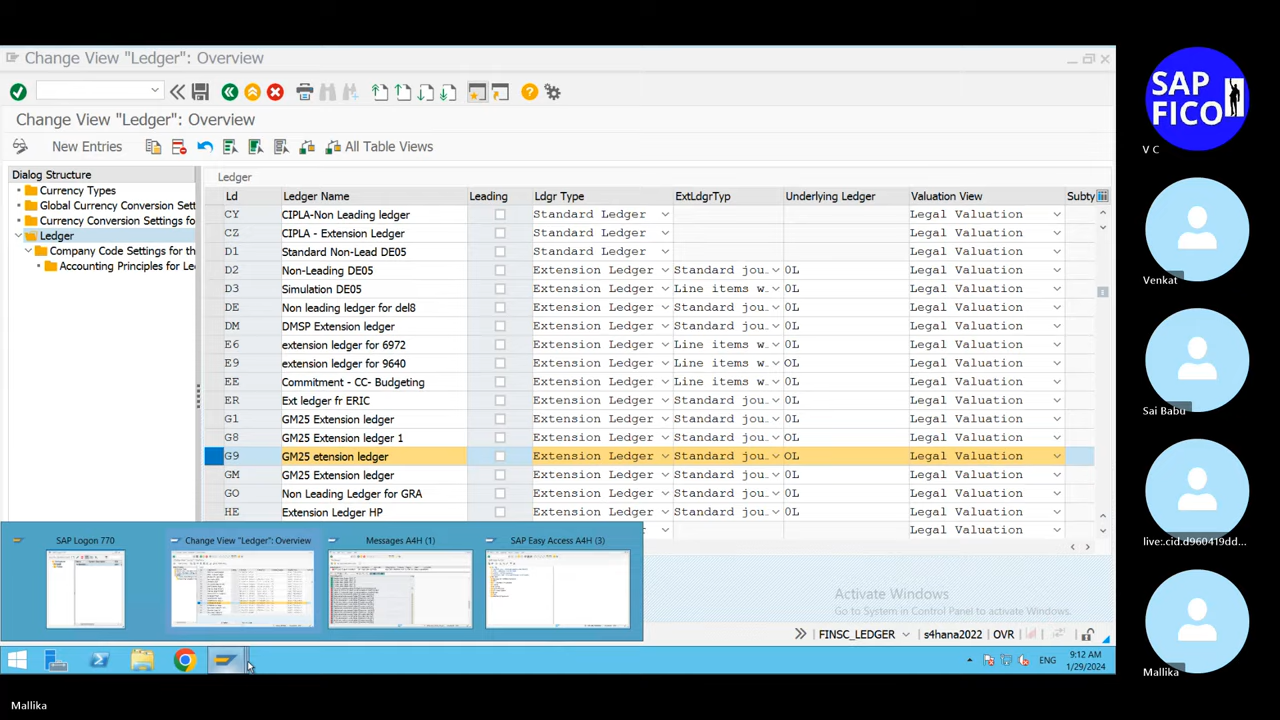 Change View "Ledger": Overview
Change View "Ledger": Overview
New Entries
All Table Views
Dialog Structure
Currency Types
Global Currency Conversion Sett
Currency Conversion Settings fo
Ledger
Company Code Settings for th
Accounting Principles for Le
Ledger
Ld Ledger Name Leading Ldgr Type ExtLdgrTyp Underlying Ledger Valuation View Subty
CY CIPLA-Non Leading ledger Standard Ledger Legal Valuation
CZ CIPLA - Extension Ledger Standard Ledger Legal Valuation
D1 Standard Non-Lead DE05 Standard Ledger Legal Valuation
D2 Non-Leading DE05 Extension Ledger Standard jou… 0L Legal Valuation
D3 Simulation DE05 Extension Ledger Line items w… 0L Legal Valuation
DE Non leading ledger for del8 Extension Ledger Standard jou… 0L Legal Valuation
DM DMSP Extension ledger Extension Ledger Standard jou… 0L Legal Valuation
E6 extension ledger for 6972 Extension Ledger Line items w… 0L Legal Valuation
E9 extension ledger for 9640 Extension Ledger Line items w… 0L Legal Valuation
EE Commitment - CC- Budgeting Extension Ledger Line items w… 0L Legal Valuation
ER Ext ledger fr ERIC Extension Ledger Standard jou… 0L Legal Valuation
G1 GM25 Extension ledger Extension Ledger Standard jou… 0L Legal Valuation
G8 GM25 Extension ledger 1 Extension Ledger Standard jou… 0L Legal Valuation
G9 GM25 etension ledger Extension Ledger Standard jou… 0L Legal Valuation
GM GM25 Extension ledger Extension Ledger Standard jou… 0L Legal Valuation
GO Non Leading Ledger for GRA Extension Ledger Standard jou… 0L Legal Valuation
HE Extension Ledger HP Extension Ledger Standard jou… 0L Legal Valuation
Legal Valuation
SAP Logon 770
Change View "Ledger": Overview
Messages A4H (1)
SAP Easy Access A4H (3)
Activate Windows
Go to System in Control Panel to activate Windows.
FINSC_LEDGER s4hana2022 OVR
ENG
9:12 AM
1/29/2024
Mallika
SAP
FICO
V C
Venkat
Sai Babu
live:.cid.d960419dd...
Mallika